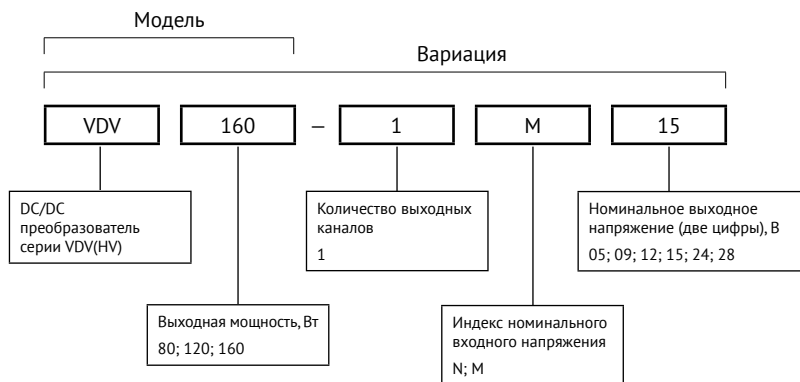 Модель
Вариация
VDV 160 – 1 M 15
DC/DC
преобразователь
серии VDV(HV)
Количество выходных
каналов
1
Номинальное выходное
напряжение (две цифры), В
05; 09; 12; 15; 24; 28
Выходная мощность, Вт
80; 120; 160
Индекс номинального
входного напряжения
N; M